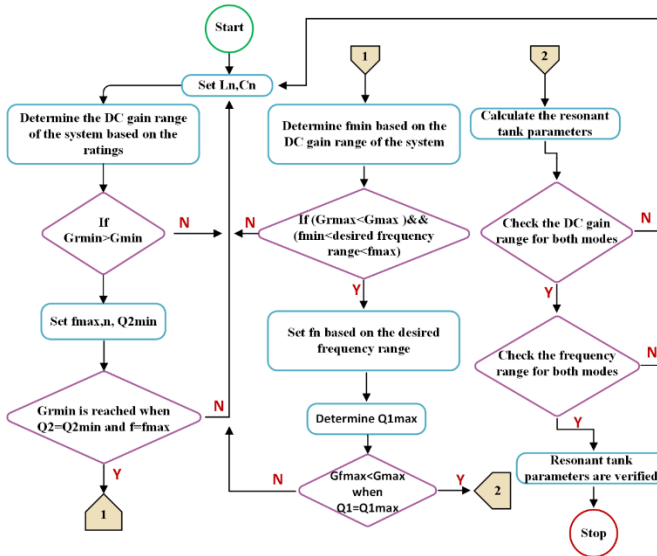 Start
Set Ln,Cn
Determine the DC gain range
of the system based on the
ratings
If
Grmin>Gmin
N
Set fmax,n, Q2min
Grmin is reached when
Q2=Q2min and f=fmax
N
Y
1
1
Determine fmin based on the
DC gain range of the system
If (Grmax<Gmax )&&
(fmin<desired frequency
range<fmax)
N
Y
Set fn based on the desired
frequency range
Determine Q1max
Gfmax<Gmax
when
Q1=Q1max
N
Y
2
2
Calculate the resonant
tank parameters
Check the DC gain
range for both modes
N
Y
Check the frequency
range for both modes
N
Y
Resonant tank
parameters are verified
Stop